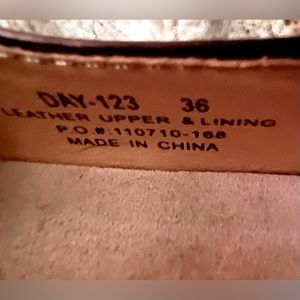 DAY-123 36
LEATHER UPPER & LINING
P.O.#:110710-168
MADE IN CHINA